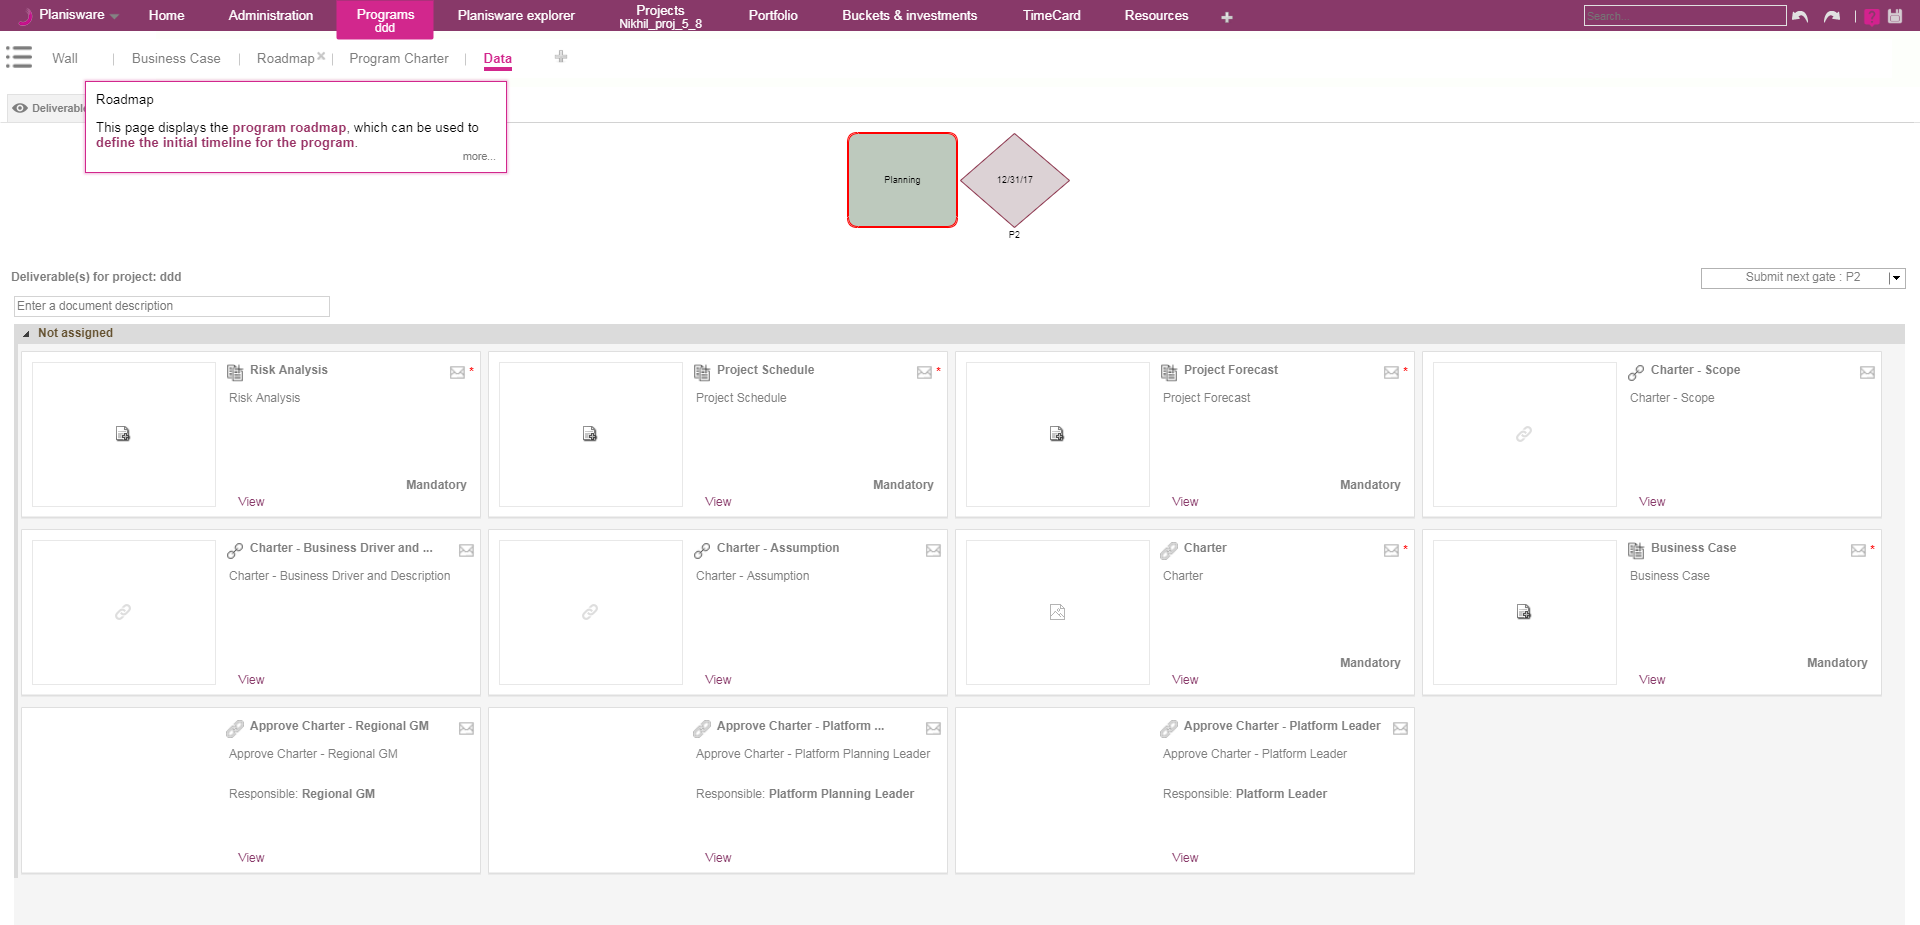 Planisware Home Administration Programs Planisware explorer Projects Portfolio Buckets & investments TimeCard Resources Search...
ddd Nikhil_proj_5_8
Wall Business Case Roadmap Program Charter Data
Deliverable
Roadmap
This page displays the program roadmap, which can be used to
define the initial timeline for the program.
more...
Planning 12/31/17
P2
Deliverable(s) for project: ddd
Submit next gate : P2
Enter a document description
Not assigned
Risk Analysis * Project Schedule * Project Forecast * Charter - Scope
Risk Analysis Project Schedule Project Forecast Charter - Scope
Mandatory Mandatory Mandatory
View View View View
Charter - Business Driver and ... Charter - Assumption Charter * Business Case *
Charter - Business Driver and Description Charter - Assumption Charter Business Case
Mandatory Mandatory
View View View View
Approve Charter - Regional GM Approve Charter - Platform ... Approve Charter - Platform Leader
Approve Charter - Regional GM Approve Charter - Platform Planning Leader Approve Charter - Platform Leader
Responsible: Regional GM Responsible: Platform Planning Leader Responsible: Platform Leader
View View View